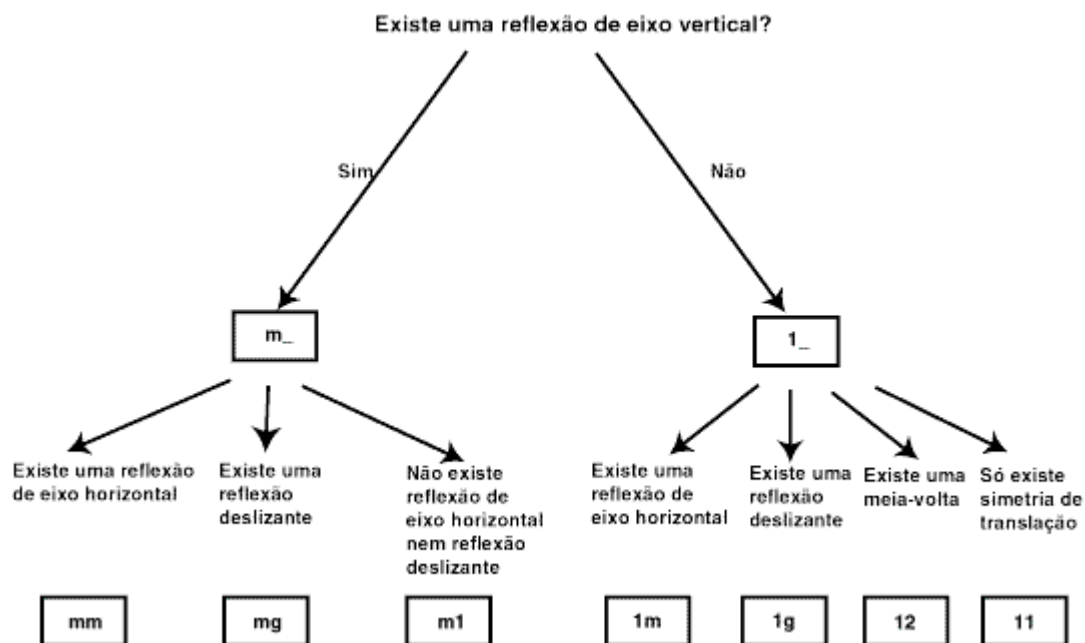 Existe uma reflexão de eixo vertical?
Sim
Não
m_
1_
Existe uma reflexão
de eixo horizontal
Existe uma
reflexão
deslizante
Não existe
reflexão de
eixo horizontal
nem reflexão
deslizante
Existe uma
reflexão de
eixo horizontal
Existe uma
reflexão
deslizante
Existe uma
meia-volta
Só existe
simetria de
translação
mm
mg
m1
1m
1g
12
11